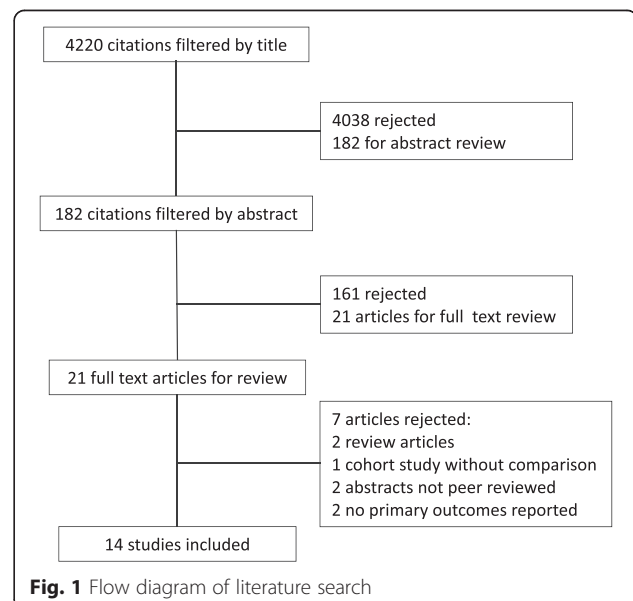 4220 citations filtered by title
4038 rejected
182 for abstract review
182 citations filtered by abstract
161 rejected
21 articles for full text review
21 full text articles for review
7 articles rejected:
2 review articles
1 cohort study without comparison
2 abstracts not peer reviewed
2 no primary outcomes reported
14 studies included
Fig. 1 Flow diagram of literature search